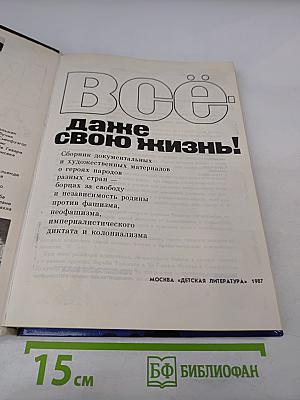 Всё-
даже
свою жизнь!
Сборник документальных
и художественных материалов
о героях народов
разных стран —
борцах за свободу
и независимость родины
против фашизма,
неофашизма,
империалистического
диктата и колониализма
МОСКВА «ДЕТСКАЯ ЛИТЕРАТУРА» 1987
15 см
БФ БИБЛИОФАН